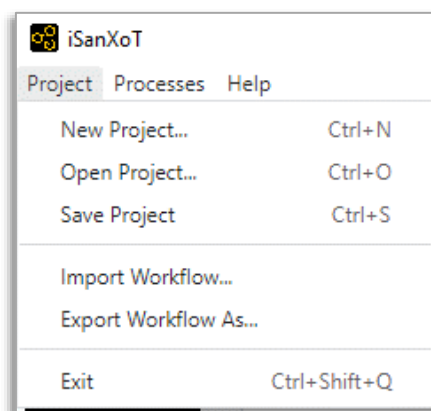 iSanXoT
Project Processes Help
New Project... Ctrl+N
Open Project... Ctrl+O
Save Project Ctrl+S
Import Workflow...
Export Workflow As...
Exit Ctrl+Shift+Q